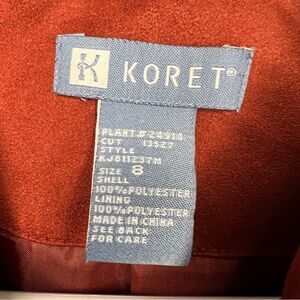 K KORET®
PLANT# 24914
CUT 13527
STYLE
KJ811237M
SIZE 8
SHELL
100%POLYESTER
LINING
100%POLYESTER
MADE IN CHINA
SEE BACK
FOR CARE